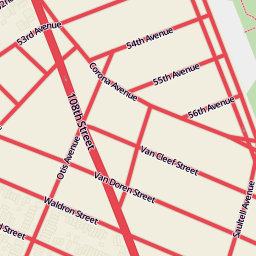 53rd Avenue
54th Avenue
Corona Avenue
55th Avenue
56th Avenue
108th Street
Otis Avenue
Van Cleef Street
Van Doren Street
Waldron Street
Saultell Avenue
d Street